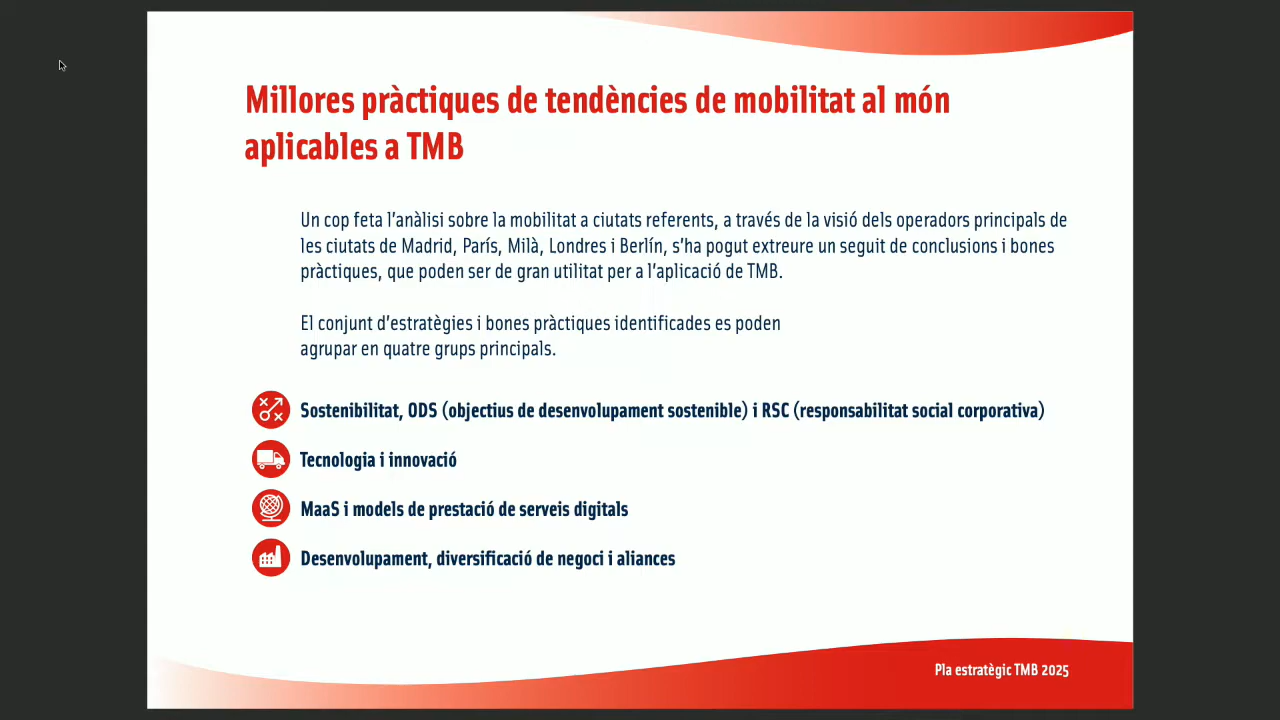 Millores pràctiques de tendències de mobilitat al món
aplicables a TMB
Un cop feta l'anàlisi sobre la mobilitat a ciutats referents, a través de la visió dels operadors principals de
les ciutats de Madrid, París, Milà, Londres i Berlín, s'ha pogut extreure un seguit de conclusions i bones
pràctiques, que poden ser de gran utilitat per a l'aplicació de TMB.
El conjunt d'estratègies i bones pràctiques identificades es poden
agrupar en quatre grups principals.
Sostenibilitat, ODS (objectius de desenvolupament sostenible) i RSC (responsabilitat social corporativa)
Tecnologia i innovació
MaaS i models de prestació de serveis digitals
Desenvolupament, diversificació de negoci i aliances
Pla estratègic TMB 2025